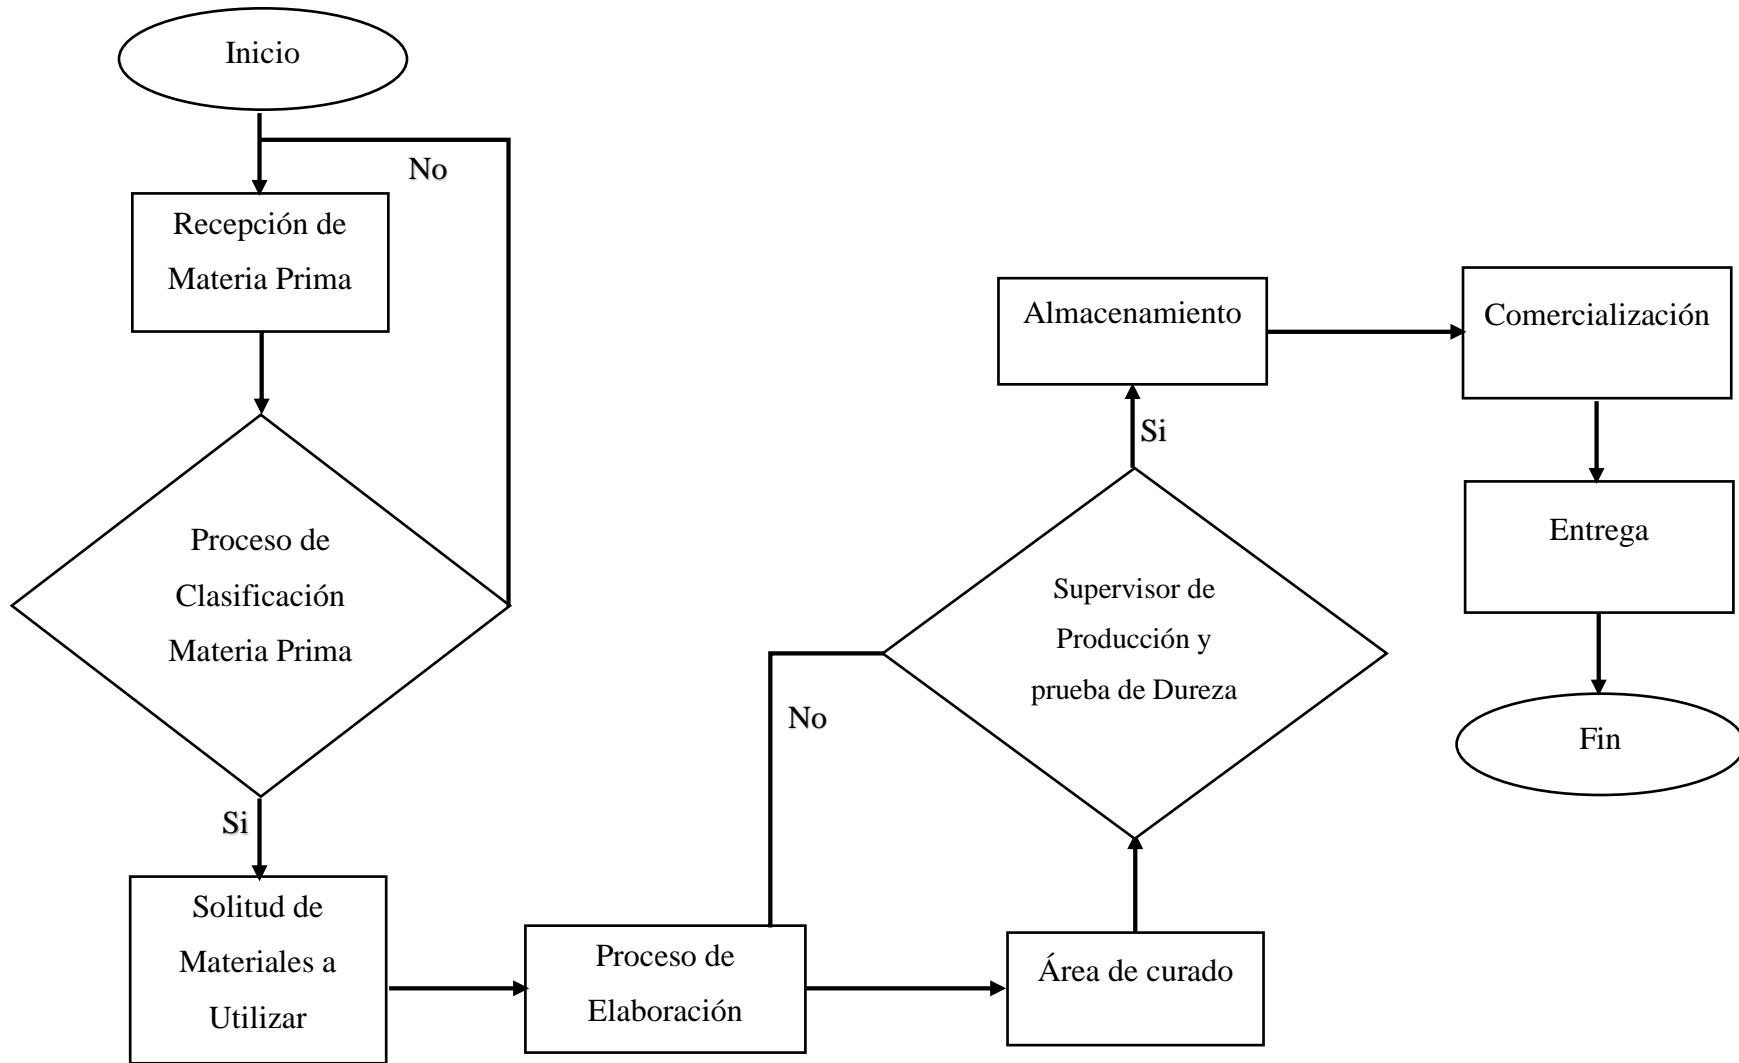 Inicio
No
Recepción de
Materia Prima
Proceso de
Clasificación
Materia Prima
Si
Solitud de
Materiales a
Utilizar
Proceso de
Elaboración
Área de curado
No
Supervisor de
Producción y
prueba de Dureza
Si
Almacenamiento
Comercialización
Entrega
Fin